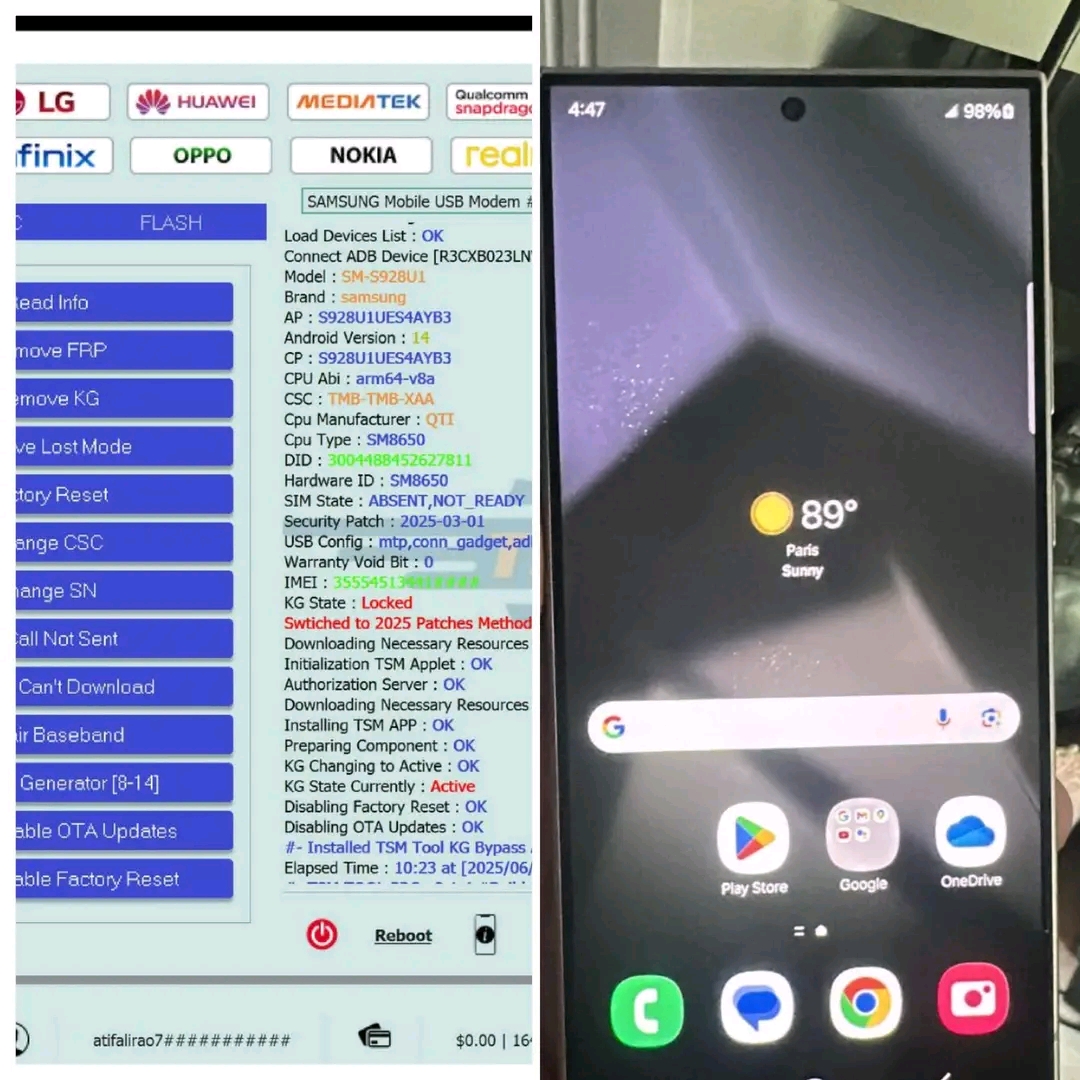 LG
HUAWEI
MEDIATEK
Qualcomm
snapdrag
finix
OPPO
NOKIA
real
C
FLASH
SAMSUNG Mobile USB Modem #
Load Devices List : OK
Connect ADB Device [R3CXB023LN
Model : SM-S928U1
Brand : samsung
AP : S928U1UES4AYB3
Android Version : 14
CP : S928U1UES4AYB3
CPU Abi : arm64-v8a
CSC : TMB-TMB-XAA
Cpu Manufacturer : QTI
Cpu Type : SM8650
DID : 3004488452627811
Hardware ID : SM8650
SIM State : ABSENT,NOT_READY
Security Patch : 2025-03-01
USB Config : mtp,conn_gadget,ad
Warranty Void Bit : 0
IMEI : 35554513441####
KG State : Locked
Swtiched to 2025 Patches Method
Downloading Necessary Resources
Initialization TSM Applet : OK
Authorization Server : OK
Downloading Necessary Resources
Installing TSM APP : OK
Preparing Component : OK
KG Changing to Active : OK
KG State Currently : Active
Disabling Factory Reset : OK
Disabling OTA Updates : OK
#- Installed TSM Tool KG Bypass
Elapsed Time : 10:23 at [2025/06/
ead Info
move FRP
emove KG
ve Lost Mode
ctory Reset
ange CSC
hange SN
Call Not Sent
Can't Download
ir Baseband
Generator [8-14]
able OTA Updates
able Factory Reset
Reboot
atifalirao7###########
$0.00 | 16
4:47
98%
89°
Paris
Sunny
Play Store
Google
OneDrive